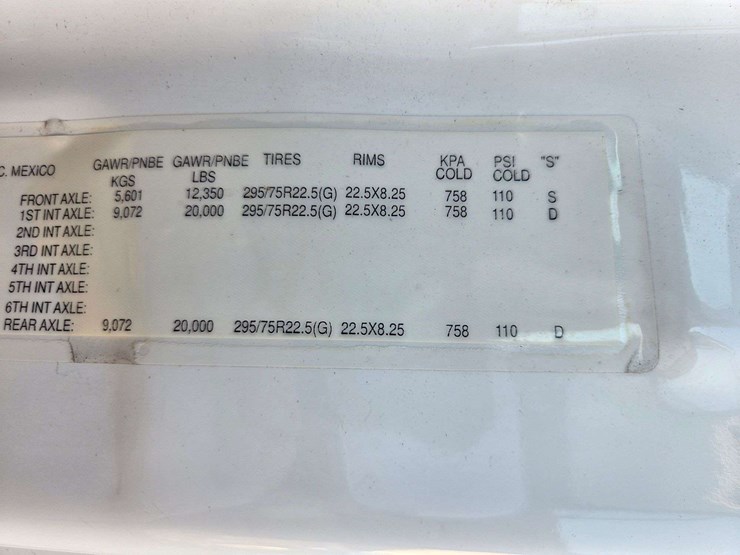 C. MEXICO GAWR/PNBE GAWR/PNBE TIRES RIMS KPA PSI "S"
KGS LBS COLD COLD
FRONT AXLE: 5,601 12,350 295/75R22.5(G) 22.5X8.25 758 110 S
1ST INT AXLE: 9,072 20,000 295/75R22.5(G) 22.5X8.25 758 110 D
2ND INT AXLE:
3RD INT AXLE:
4TH INT AXLE:
5TH INT AXLE:
6TH INT AXLE:
REAR AXLE: 9,072 20,000 295/75R22.5(G) 22.5X8.25 758 110 D